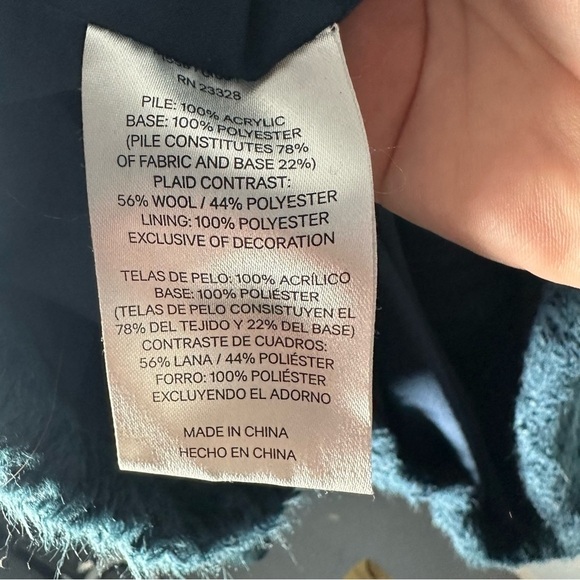 RN 23328
PILE: 100% ACRYLIC
BASE: 100% POLYESTER
(PILE CONSTITUTES 78%
OF FABRIC AND BASE 22%)
PLAID CONTRAST:
56% WOOL / 44% POLYESTER
LINING: 100% POLYESTER
EXCLUSIVE OF DECORATION
TELAS DE PELO: 100% ACRÍLICO
BASE: 100% POLIÉSTER
(TELAS DE PELO CONSISTUYEN EL
78% DEL TEJIDO Y 22% DEL BASE)
CONTRASTE DE CUADROS:
56% LANA / 44% POLIÉSTER
FORRO: 100% POLIÉSTER
EXCLUYENDO EL ADORNO
MADE IN CHINA
HECHO EN CHINA